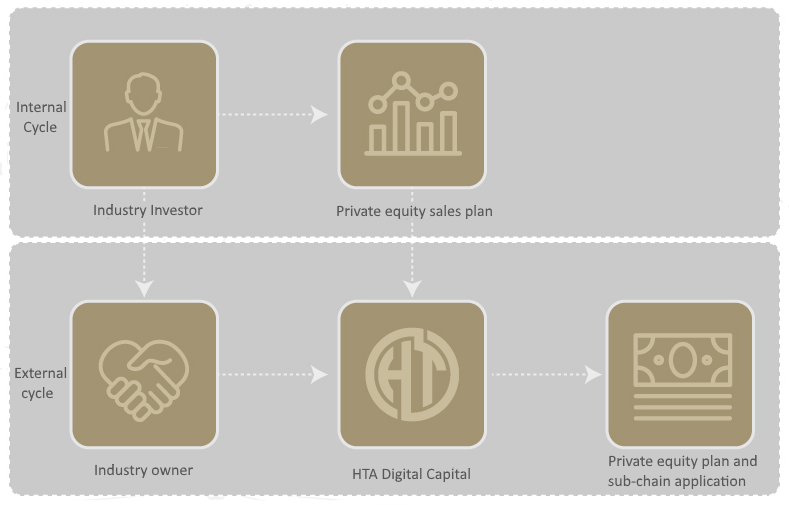 Internal
Cycle
Industry Investor
Private equity sales plan
External
cycle
HT
Industry owner
HTA Digital Capital
Private equity plan and
sub-chain application